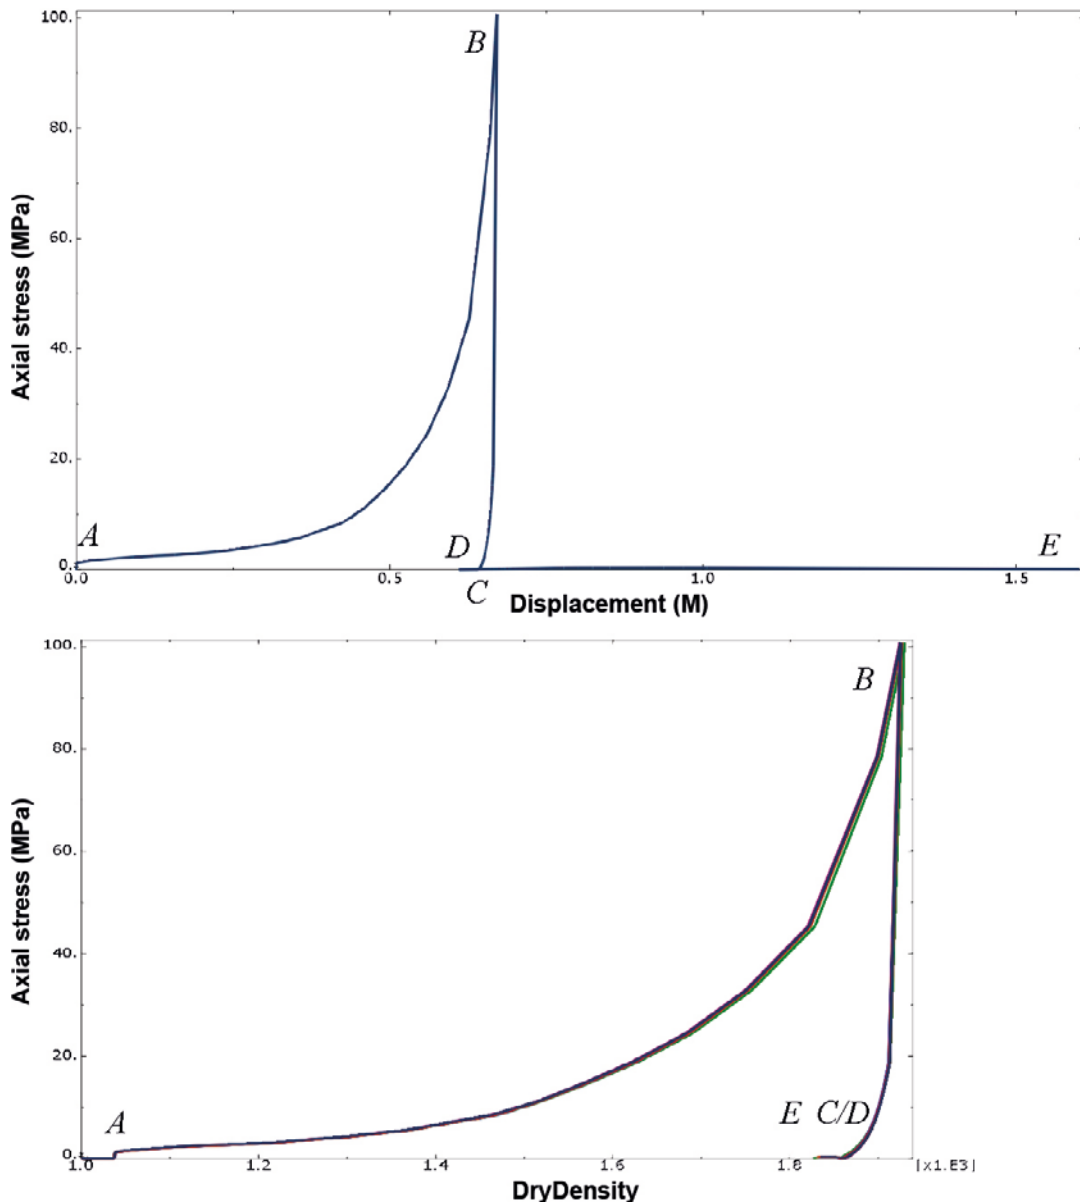 100.
B
80.
60.
Axial stress (MPa)
40.
20.
A
D
E
0.
0.0
0.5
1.0
1.5
C
Displacement (M)
100.
B
80.
60.
Axial stress (MPa)
40.
20.
A
E C/D
0.
1.0
1.2
1.4
1.6
1.8
[x1.E3]
DryDensity